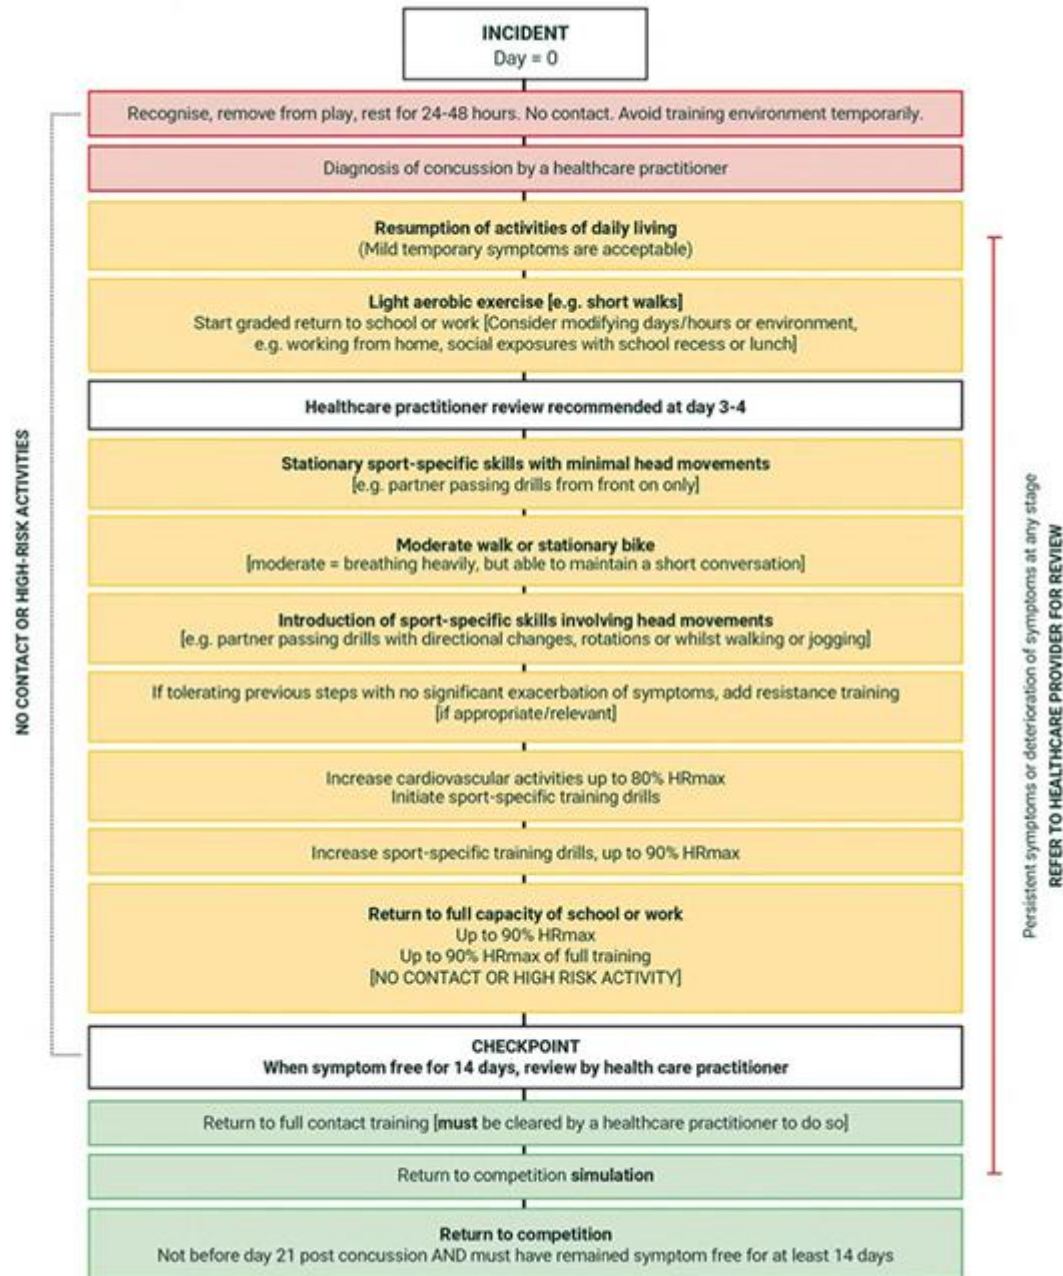 INCIDENT
Day = 0
Recognise, remove from play, rest for 24-48 hours. No contact. Avoid training environment temporarily.
Diagnosis of concussion by a healthcare practitioner
Resumption of activities of daily living
(Mild temporary symptoms are acceptable)
Light aerobic exercise [e.g. short walks]
Start graded return to school or work [Consider modifying days/hours or environment,
e.g. working from home, social exposures with school recess or lunch]
Healthcare practitioner review recommended at day 3-4
Stationary sport-specific skills with minimal head movements
[e.g. partner passing drills from front on only]
Moderate walk or stationary bike
[moderate = breathing heavily, but able to maintain a short conversation]
Introduction of sport-specific skills involving head movements
[e.g. partner passing drills with directional changes, rotations or whilst walking or jogging]
If tolerating previous steps with no significant exacerbation of symptoms, add resistance training
[if appropriate/relevant]
Increase cardiovascular activities up to 80% HRmax
Initiate sport-specific training drills
Increase sport-specific training drills, up to 90% HRmax
Return to full capacity of school or work
Up to 90% HRmax
Up to 90% HRmax of full training
[NO CONTACT OR HIGH RISK ACTIVITY]
CHECKPOINT
When symptom free for 14 days, review by health care practitioner
Return to full contact training [must be cleared by a healthcare practitioner to do so]
Return to competition simulation
Return to competition
Not before day 21 post concussion AND must have remained symptom free for at least 14 days
NO CONTACT OR HIGH-RISK ACTIVITIES
Persistent symptoms or deterioration of symptoms at any stage
REFER TO HEALTHCARE PROVIDER FOR REVIEW